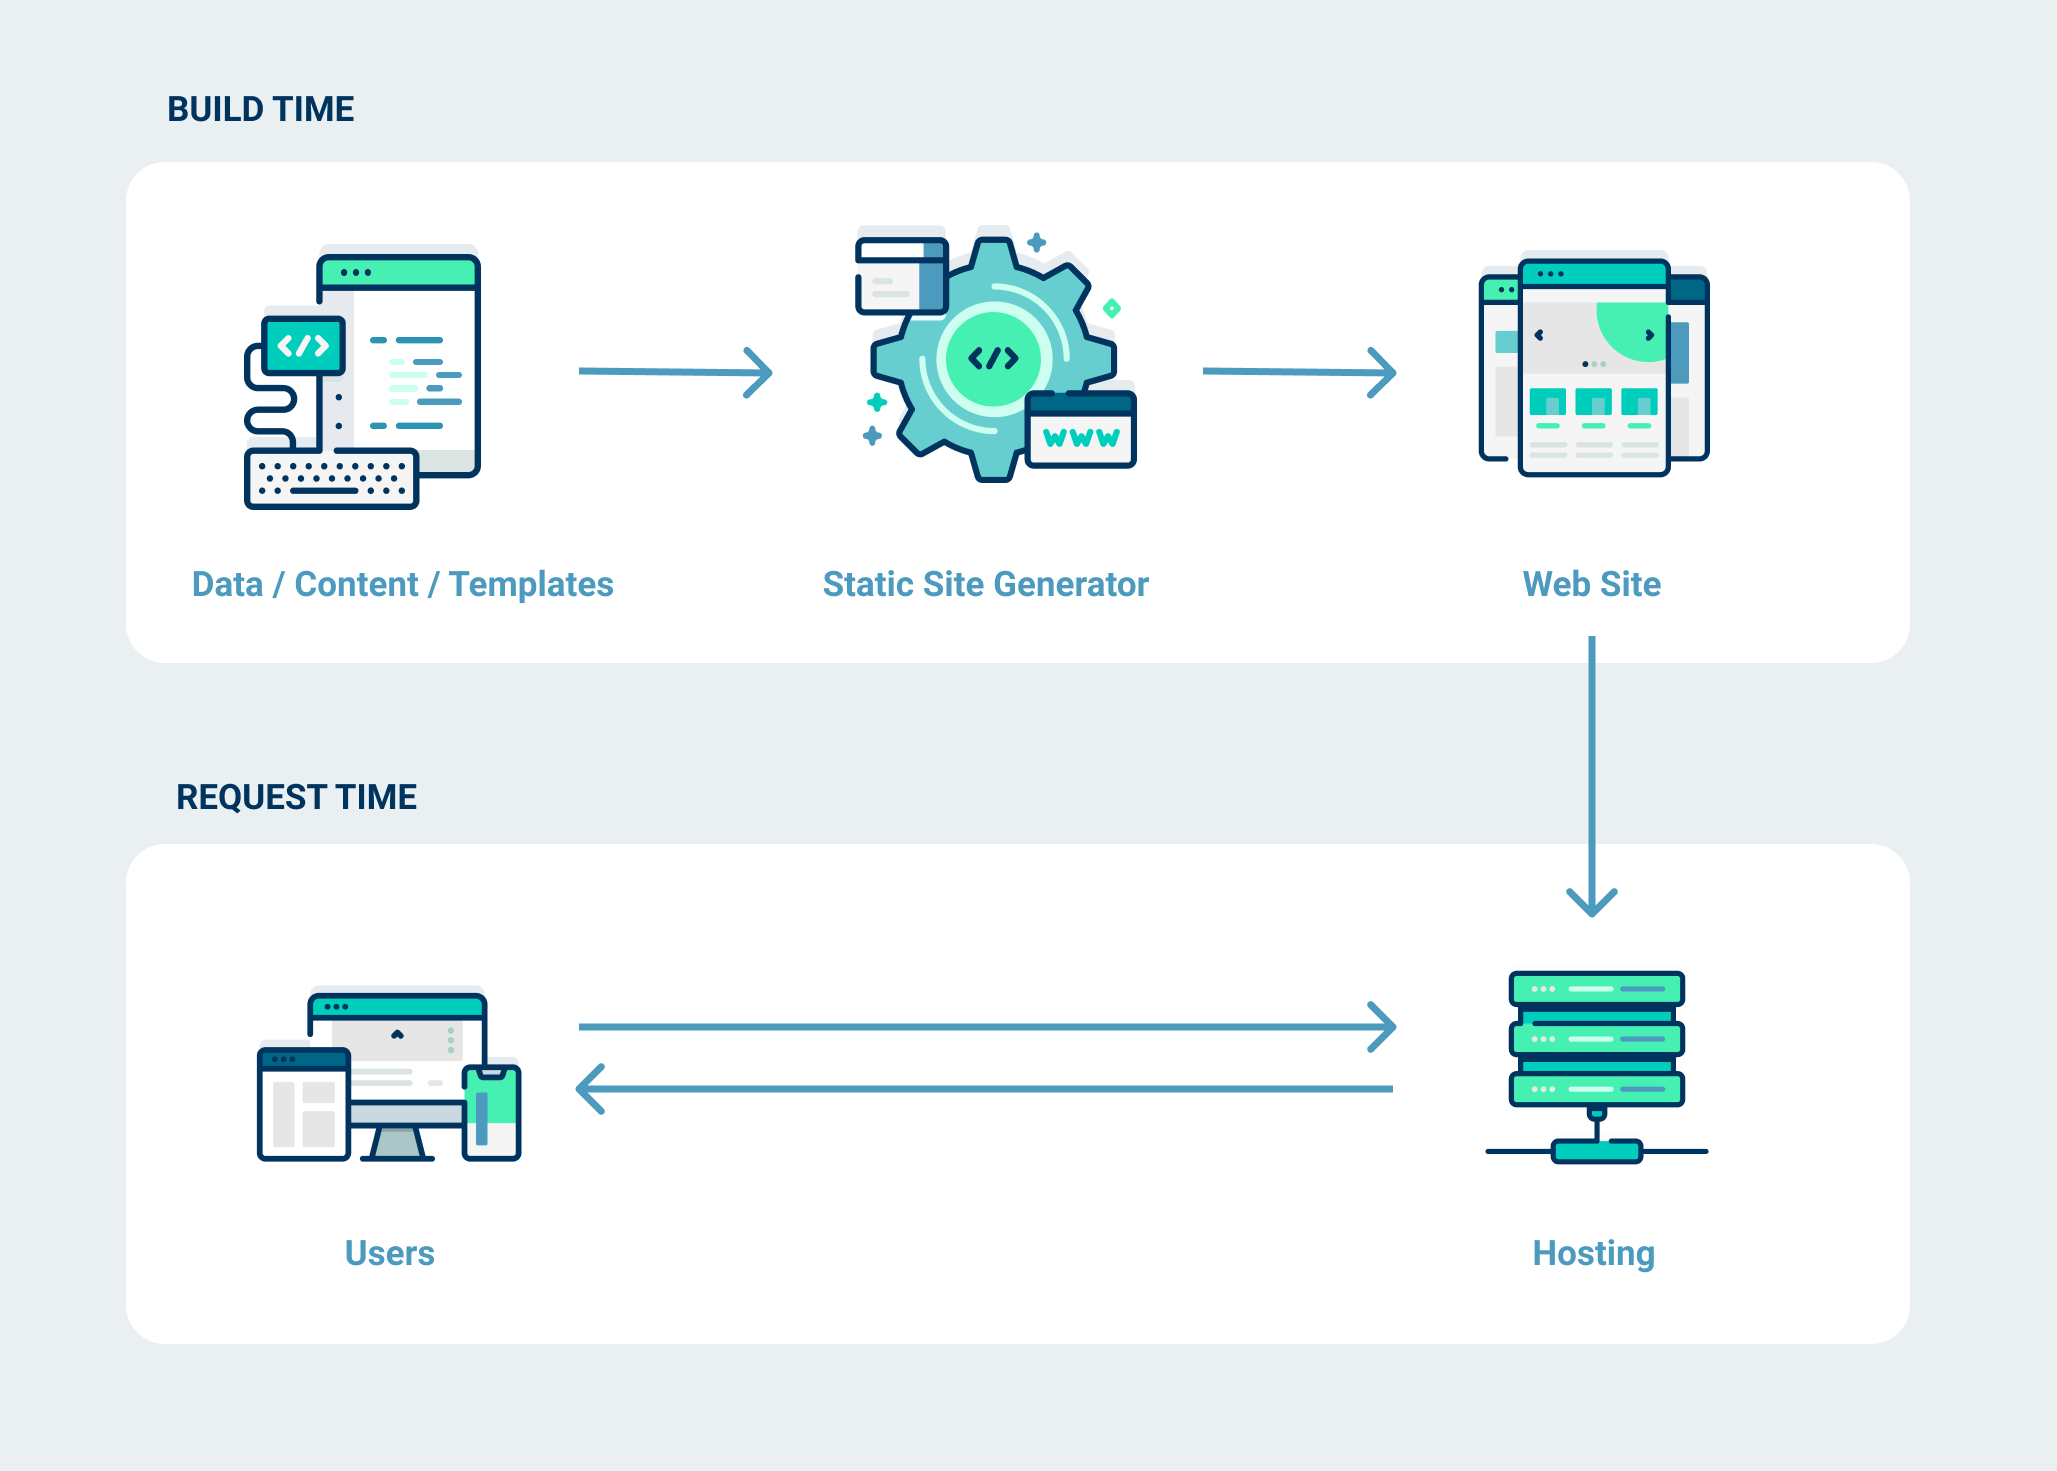 BUILD TIME
</>
</>
www
Data / Content / Templates
Static Site Generator
Web Site
REQUEST TIME
Users
Hosting